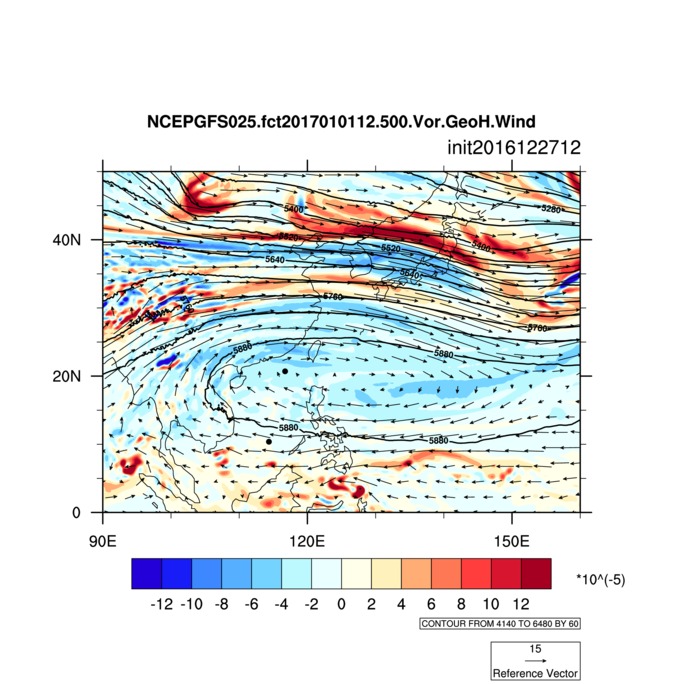 NCEPGFS025.fct2017010112.500.Vor.GeoH.Wind
init2016122712
5400
5280
5520
5520
5400
40N
5640
5640
5760
5760
5760
5880
5880
20N
5880
5880
0
90E 120E 150E
-12 -10 -8 -6 -4 -2 0 2 4 6 8 10 12
*10^(-5)
CONTOUR FROM 4140 TO 6480 BY 60
15
Reference Vector